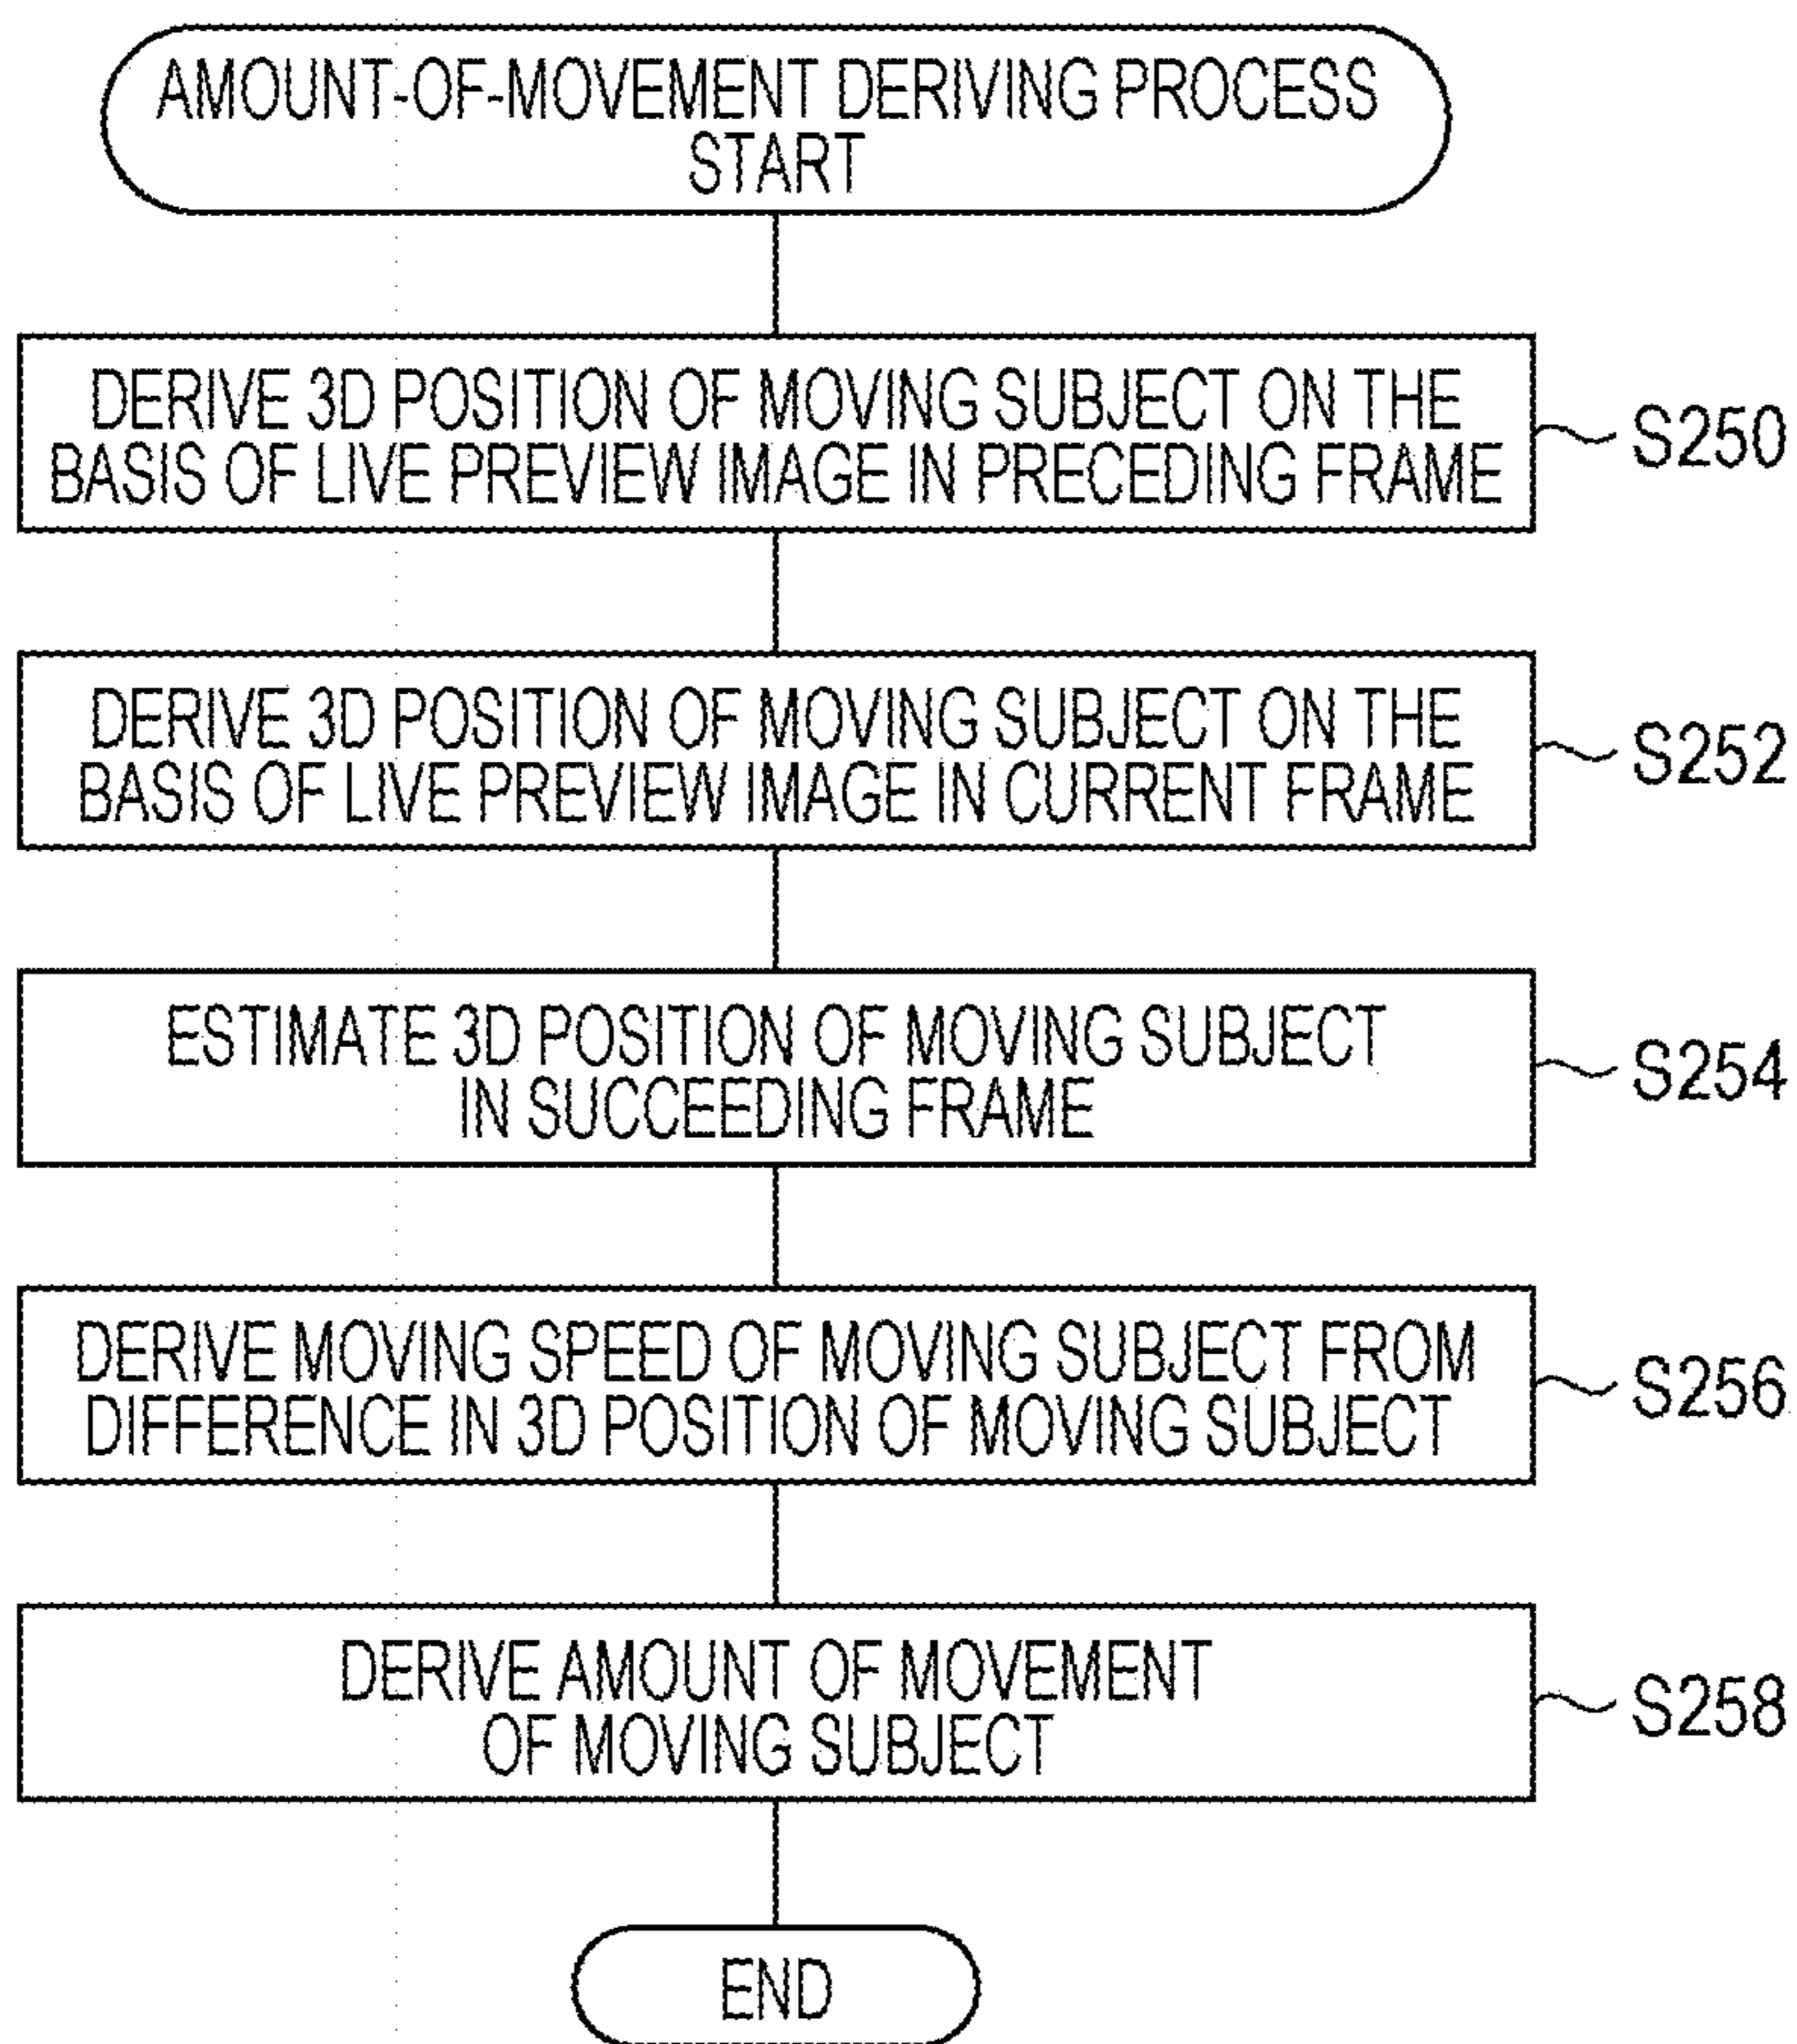 AMOUNT-OF-MOVEMENT DERIVING PROCESS
START
DERIVE 3D POSITION OF MOVING SUBJECT ON THE
BASIS OF LIVE PREVIEW IMAGE IN PRECEDING FRAME
S250
DERIVE 3D POSITION OF MOVING SUBJECT ON THE
BASIS OF LIVE PREVIEW IMAGE IN CURRENT FRAME
S252
ESTIMATE 3D POSITION OF MOVING SUBJECT
IN SUCCEEDING FRAME
S254
DERIVE MOVING SPEED OF MOVING SUBJECT FROM
DIFFERENCE IN 3D POSITION OF MOVING SUBJECT
S256
DERIVE AMOUNT OF MOVEMENT
OF MOVING SUBJECT
S258
END